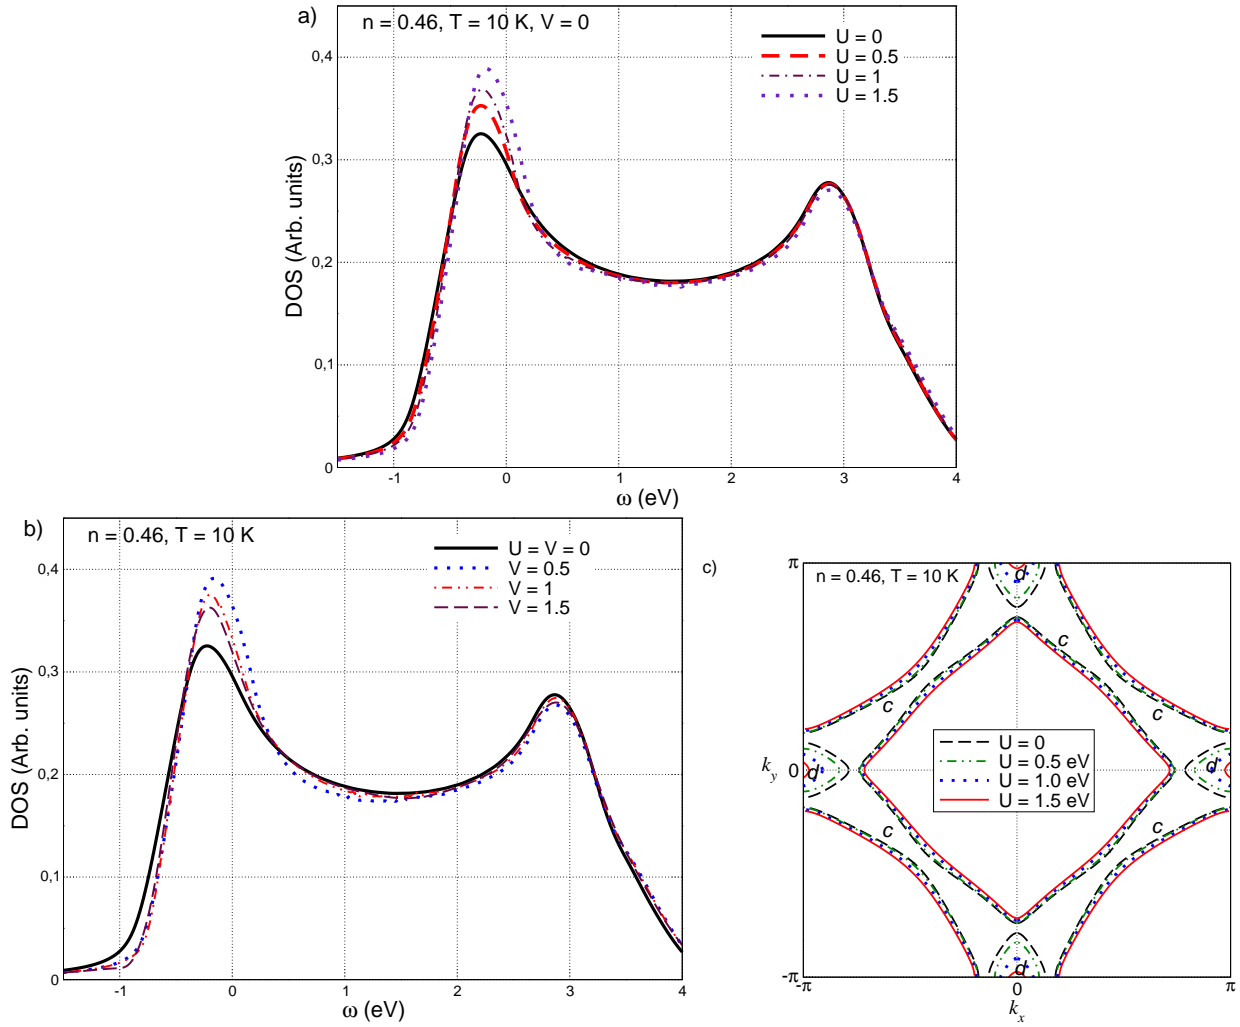 a)
n = 0.46, T = 10 K, V = 0
U = 0
U = 0.5
U = 1
U = 1.5
0,4
0,3
0,2
0,1
0
DOS (Arb. units)
-1
0
1
2
3
4
ω (eV)
b)
n = 0.46, T = 10 K
U = V = 0
V = 0.5
V = 1
V = 1.5
0,4
0,3
0,2
0,1
0
DOS (Arb. units)
-1
0
1
2
3
4
ω (eV)
c)
n = 0.46, T = 10 K
π
0
-π
k_y
d
c
c
c
d
d
c
c
d
U = 0
U = 0.5 eV
U = 1.0 eV
U = 1.5 eV
-π
0
π
k_x